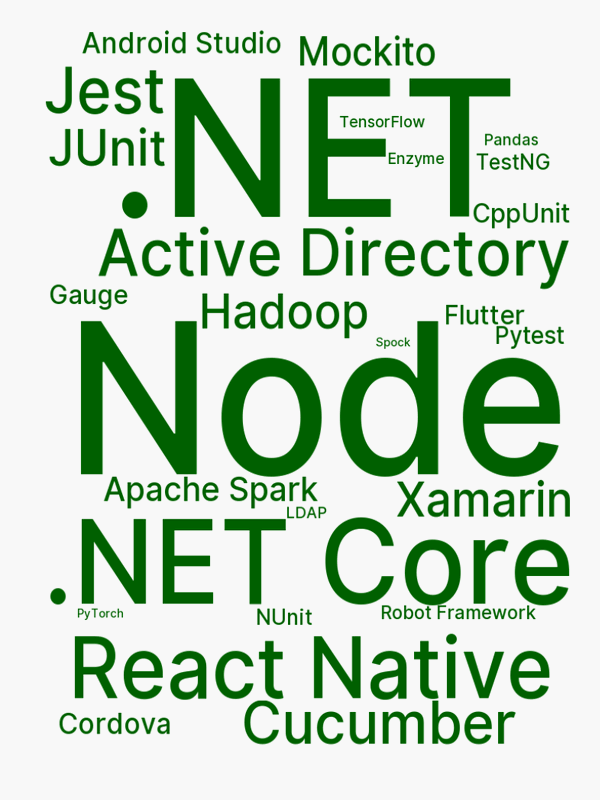 Android Studio
Mockito
Jest
.NET
TensorFlow
JUnit
Pandas
Enzyme
TestNG
CppUnit
Active Directory
Gauge
Hadoop
Flutter
Pytest
Spock
Node
Apache Spark
Xamarin
LDAP
.NET Core
PyTorch
NUnit
Robot Framework
React Native
Cordova
Cucumber